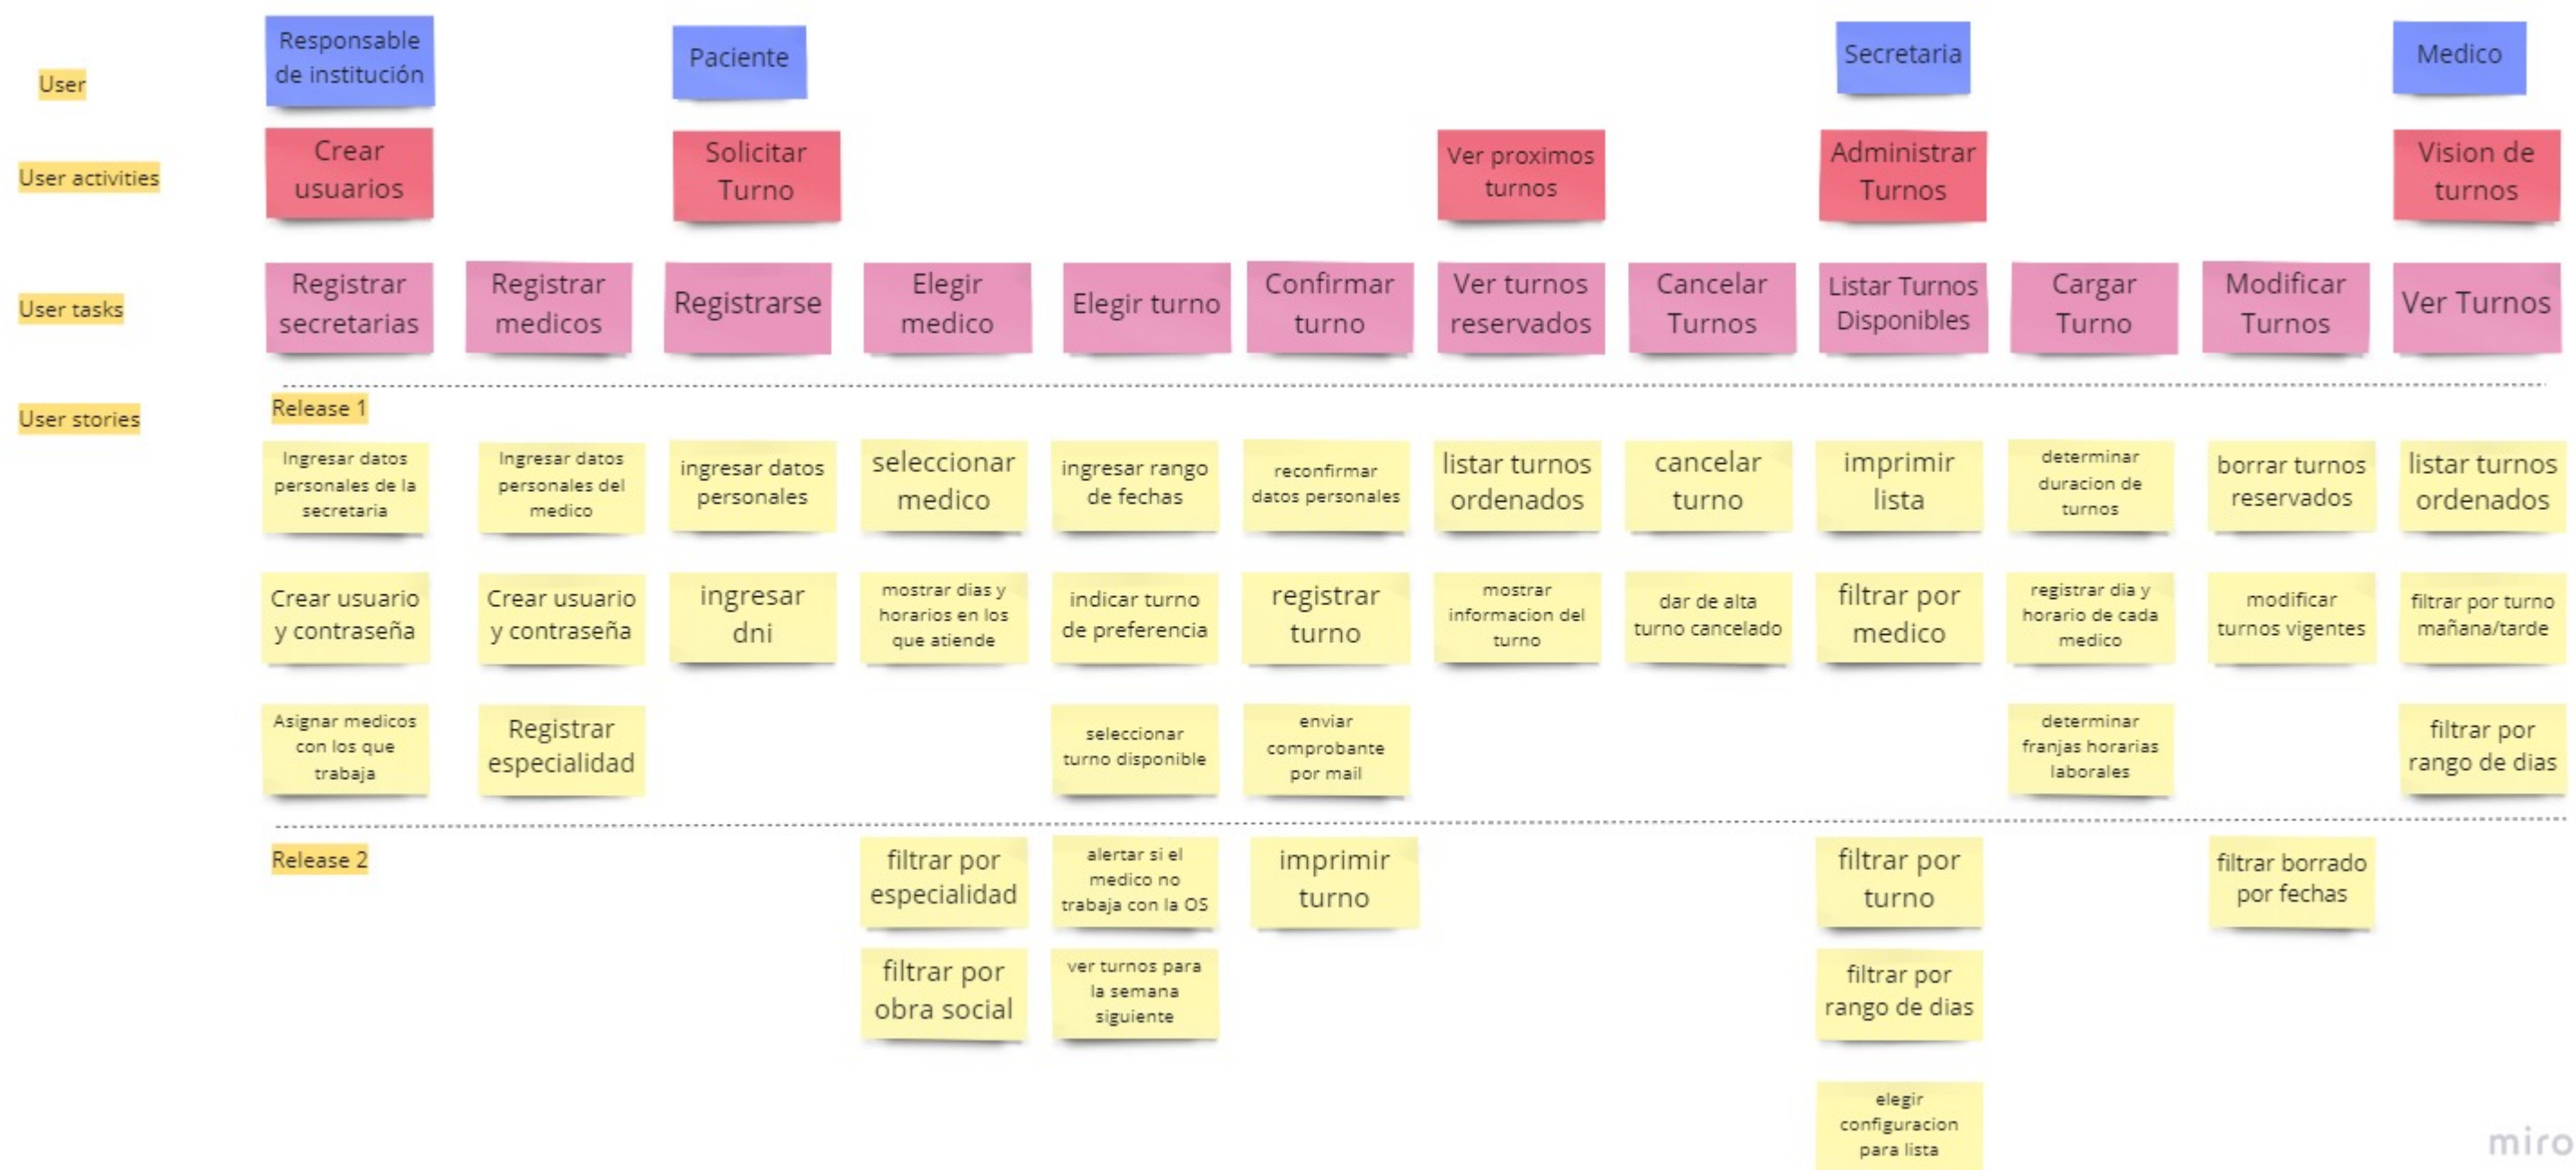 User
Responsable
de institución
Paciente
Secretaria
Medico
User activities
Crear
usuarios
Solicitar
Turno
Ver proximos
turnos
Administrar
Turnos
Vision de
turnos
User tasks
Registrar
secretarias
Registrar
medicos
Registrarse
Elegir
medico
Elegir turno
Confirmar
turno
Ver turnos
reservados
Cancelar
Turnos
Listar Turnos
Disponibles
Cargar
Turno
Modificar
Turnos
Ver Turnos
User stories
Release 1
Ingresar datos
personales de la
secretaria
Ingresar datos
personales del
medico
ingresar datos
personales
seleccionar
medico
ingresar rango
de fechas
reconfirmar
datos personales
listar turnos
ordenados
cancelar
turno
imprimir
lista
determinar
duracion de
turnos
borrar turnos
reservados
listar turnos
ordenados
Crear usuario
y contraseña
Crear usuario
y contraseña
ingresar
dni
mostrar dias y
horarios en los
que atiende
indicar turno
de preferencia
registrar
turno
mostrar
informacion del
turno
dar de alta
turno cancelado
filtrar por
medico
registrar dia y
horario de cada
medico
modificar
turnos vigentes
filtrar por turno
mañana/tarde
Asignar medicos
con los que
trabaja
Registrar
especialidad
seleccionar
turno disponible
enviar
comprobante
por mail
determinar
franjas horarias
laborales
filtrar por
rango de dias
Release 2
filtrar por
especialidad
alertar si el
medico no
trabaja con la OS
imprimir
turno
filtrar por
turno
filtrar borrado
por fechas
filtrar por
obra social
ver turnos para
la semana
siguiente
filtrar por
rango de dias
elegir
configuracion
para lista
miro